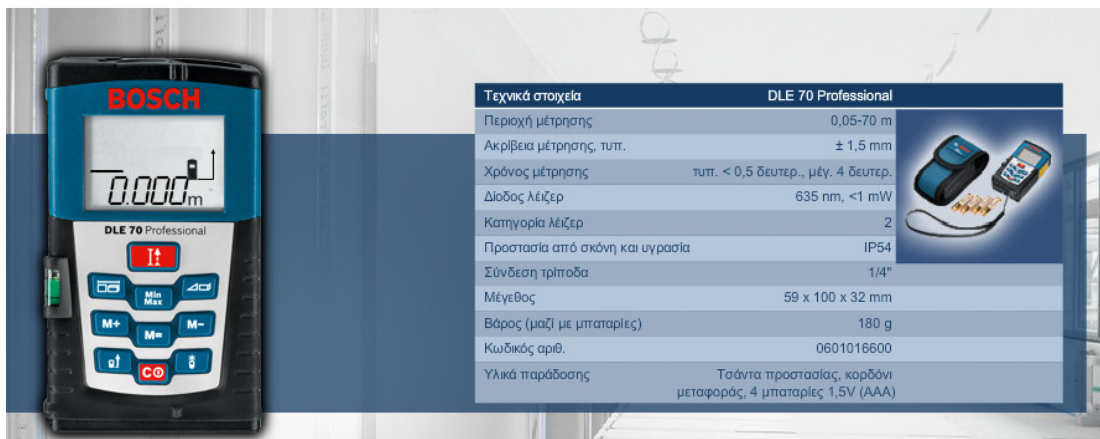 BOSCH
0.000m
DLE 70 Professional
Min
Max
M+
M=
M-
C
Τεχνικά στοιχεία DLE 70 Professional
Περιοχή μέτρησης 0,05-70 m
Ακρίβεια μέτρησης, τυπ. ± 1,5 mm
Χρόνος μέτρησης τυπ. < 0,5 δευτερ., μέγ. 4 δευτερ.
Δίοδος λέιζερ 635 nm, <1 mW
Κατηγορία λέιζερ 2
Προστασία από σκόνη και υγρασία IP54
Σύνδεση τρίποδα 1/4"
Μέγεθος 59 x 100 x 32 mm
Βάρος (μαζί με μπαταρίες) 180 g
Κωδικός αριθ. 0601016600
Υλικά παράδοσης Τσάντα προστασίας, κορδόνι
μεταφοράς, 4 μπαταρίες 1,5V (AAA)